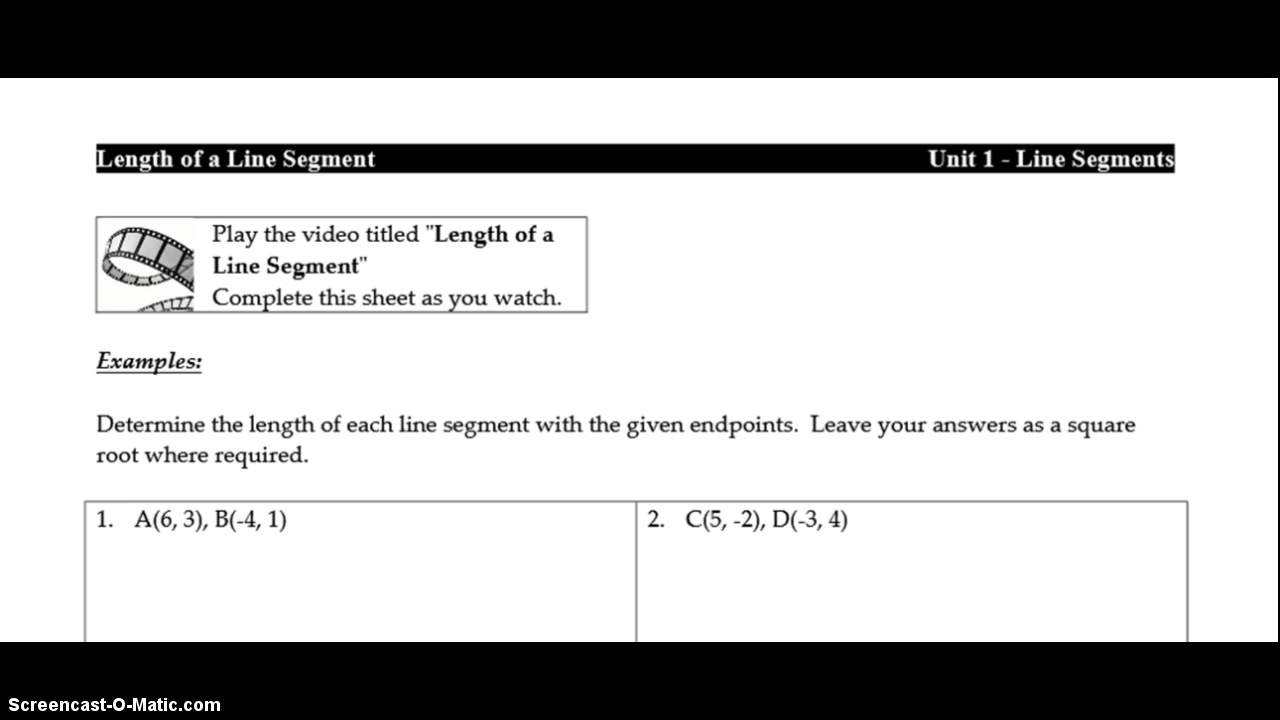 Length of a Line Segment Unit 1 - Line Segments
Play the video titled "Length of a
Line Segment"
Complete this sheet as you watch.
Examples:
Determine the length of each line segment with the given endpoints. Leave your answers as a square
root where required.
1. A(6, 3), B(-4, 1)
2. C(5, -2), D(-3, 4)
Screencast-O-Matic.com